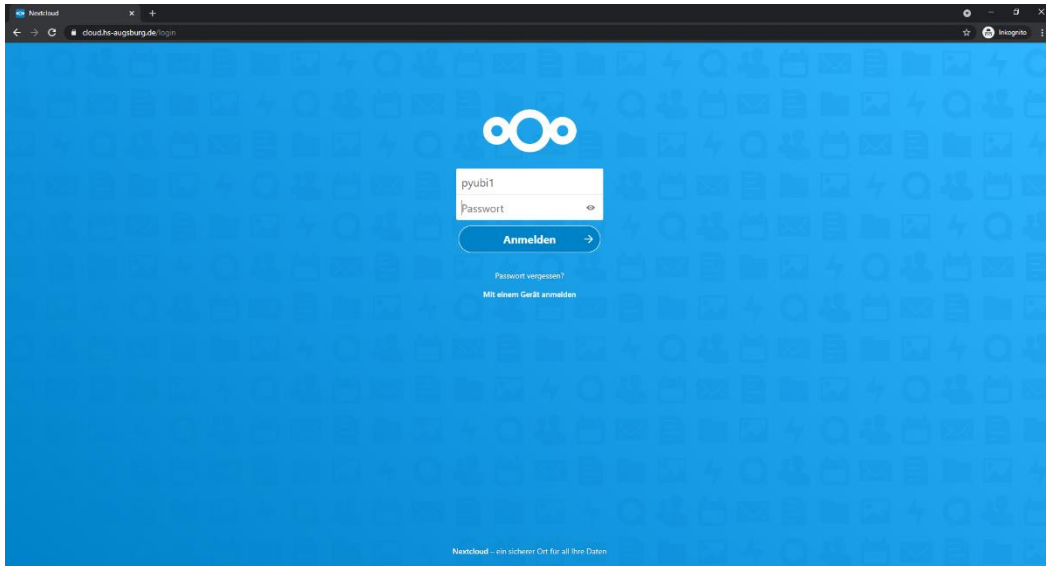 Nextcloud
cloud.hs-augsburg.de/login
Inkognito
pyubi1
Passwort
Anmelden
Passwort vergessen?
Mit einem Gerät anmelden
Nextcloud – ein sicherer Ort für all Ihre Daten